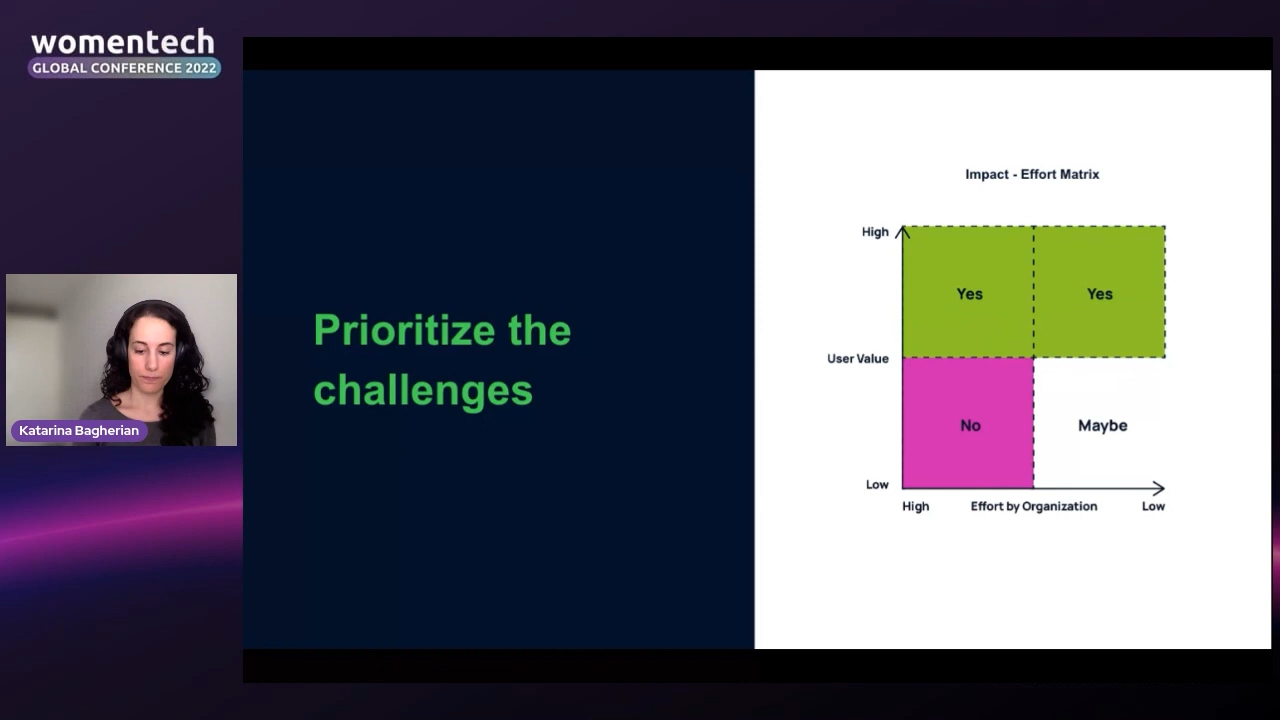 womentech
GLOBAL CONFERENCE 2022
Katarina Bagherian
Prioritize the
challenges
Impact - Effort Matrix
High
Yes
Yes
User Value
No
Maybe
Low
High
Effort by Organization
Low